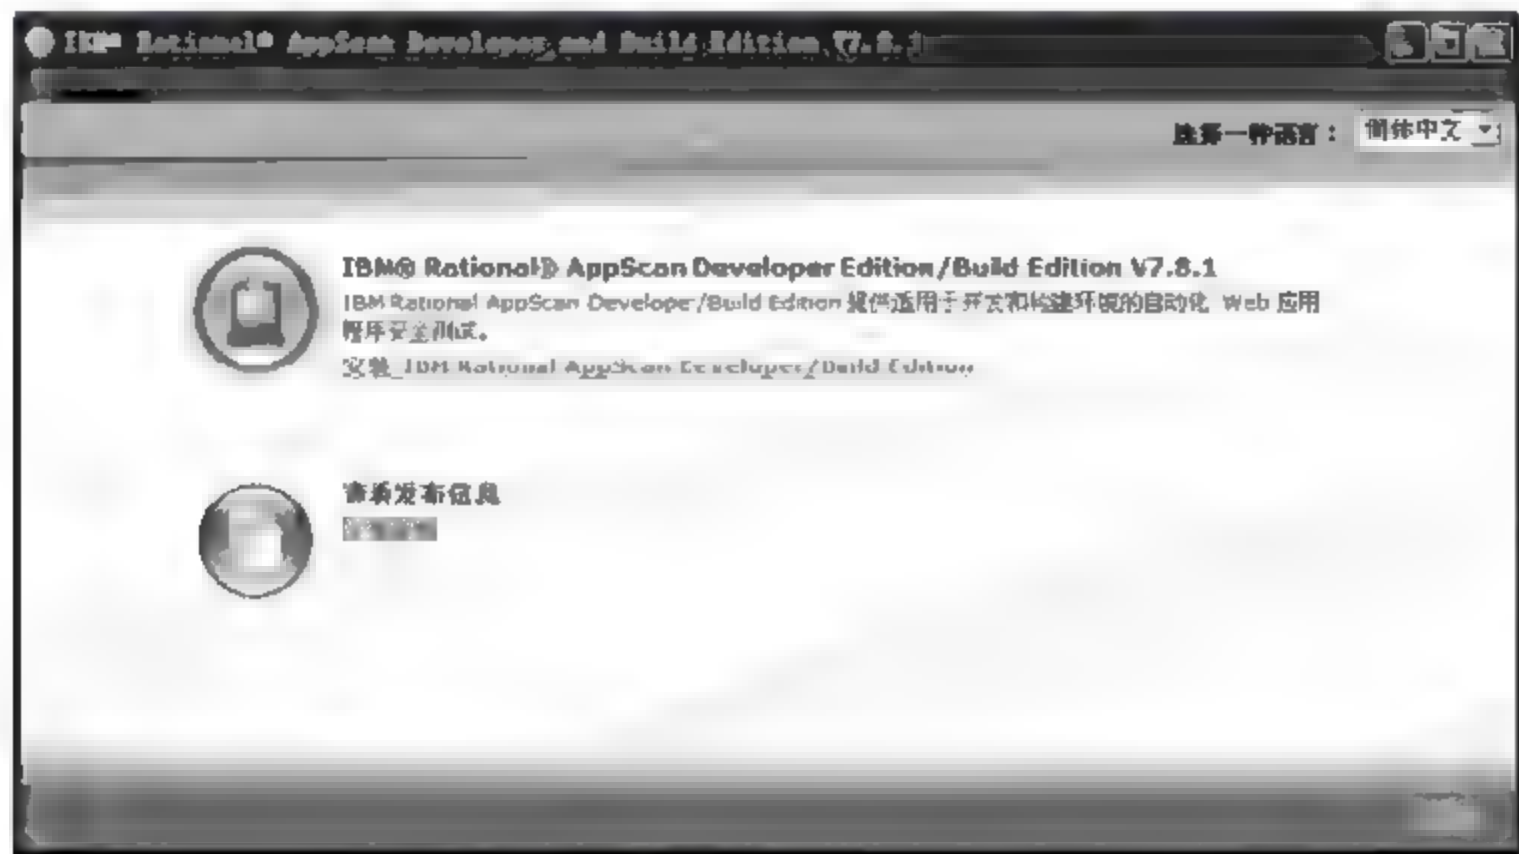 IBM® Rational® AppScan Developer and Build Edition V7.8.1
选择一种语言： 简体中文
IBM® Rational® AppScan Developer Edition/Build Edition V7.8.1
IBM Rational AppScan Developer/Build Edition 提供适用于开发和构建环境的自动化 Web 应用
程序安全测试。
安装 IBM Rational AppScan Developer/Build Edition
查看发布信息